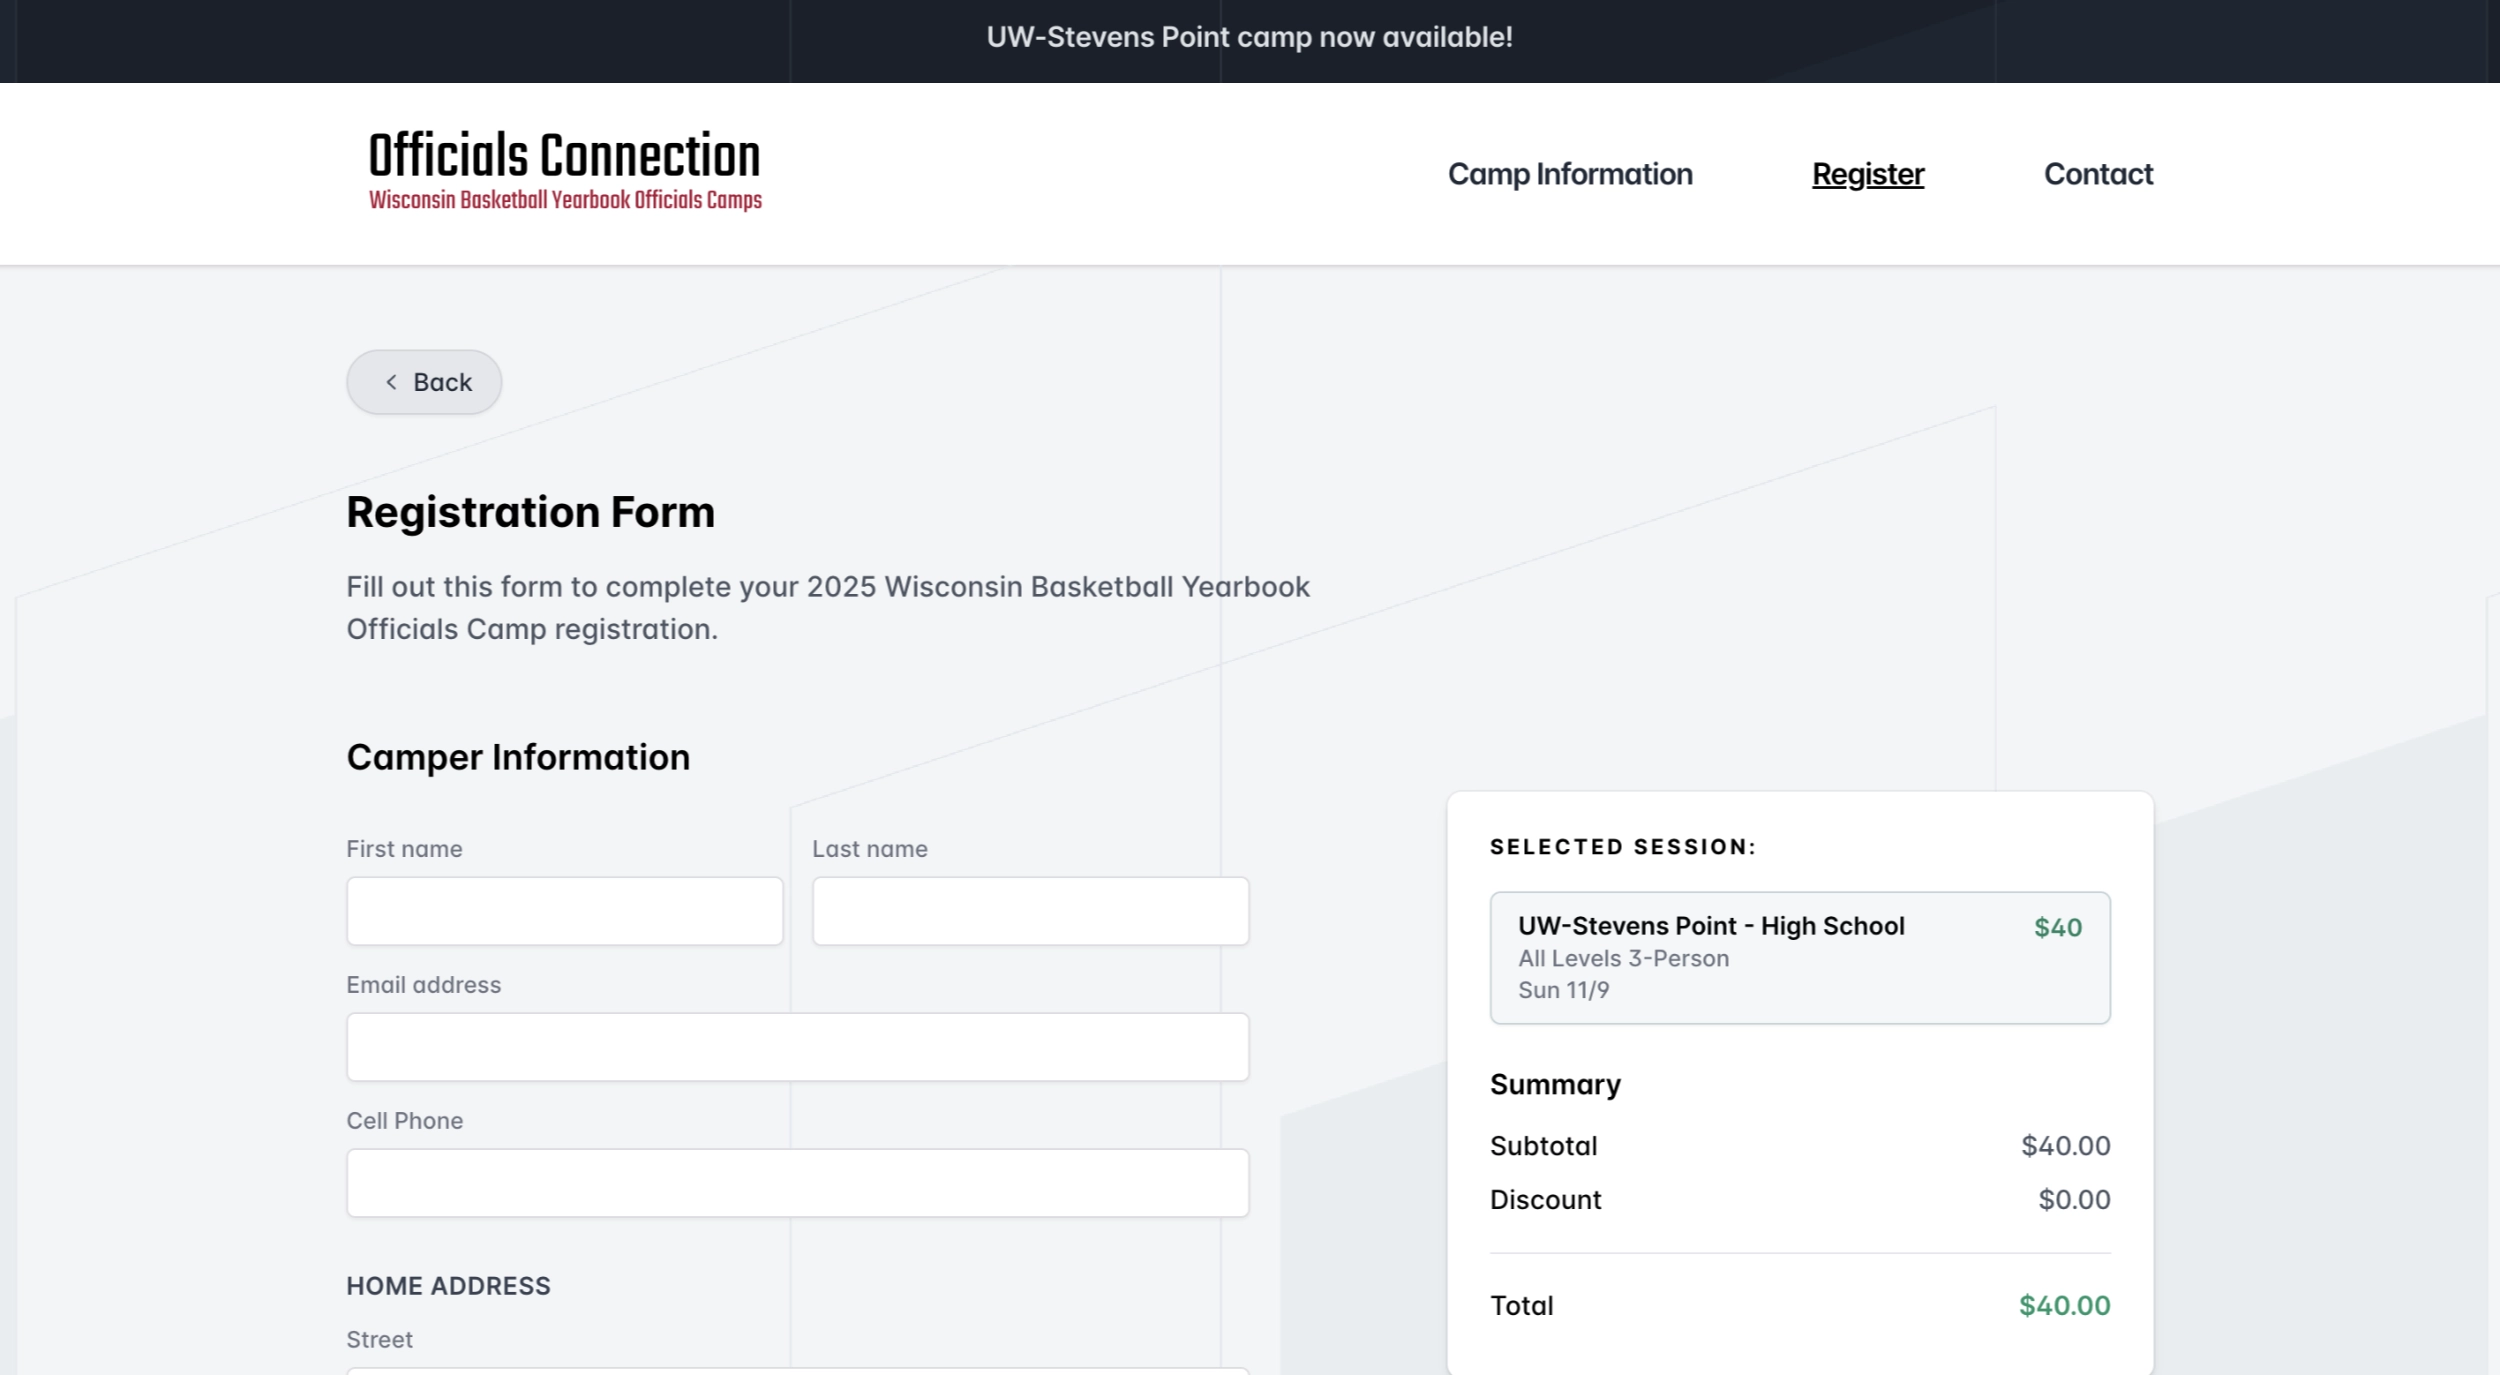 UW-Stevens Point camp now available!
Officials Connection
Wisconsin Basketball Yearbook Officials Camps
Camp Information
Register
Contact
Back
Registration Form
Fill out this form to complete your 2025 Wisconsin Basketball Yearbook
Officials Camp registration.
Camper Information
First name
Last name
Email address
Cell Phone
HOME ADDRESS
Street
SELECTED SESSION:
UW-Stevens Point - High School
$40
All Levels 3-Person
Sun 11/9
Summary
Subtotal
$40.00
Discount
$0.00
Total
$40.00